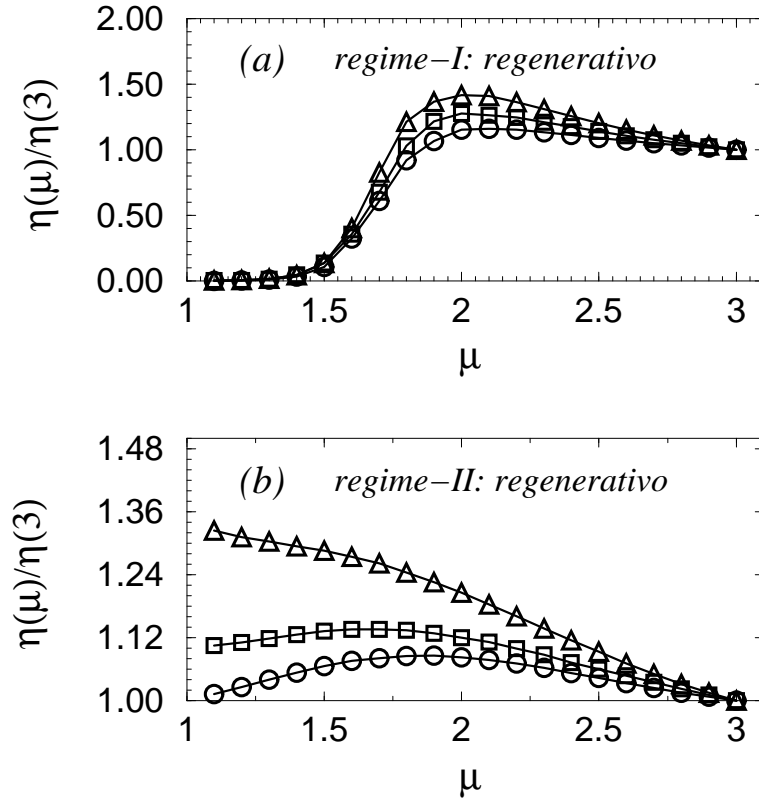 2.00
(a) regime−I: regenerativo
1.50
1.00
0.50
0.00
η(μ)/η(3)
1 1.5 2 2.5 3
μ
1.48
(b) regime−II: regenerativo
1.36
1.24
1.12
1.00
η(μ)/η(3)
1 1.5 2 2.5 3
μ